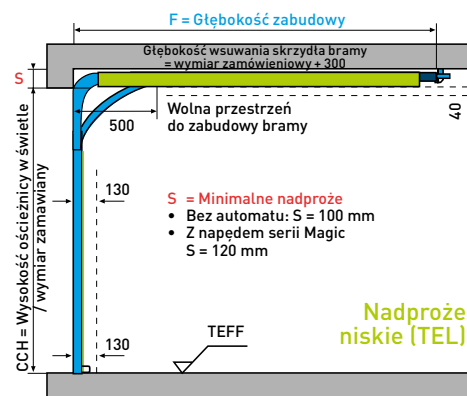 F = Głębokość zabudowy
Głębokość wsuwania skrzydła bramy
= wymiar zamówieniowy + 300
S
40
500
Wolna przestrzeń
do zabudowy bramy
CCH = Wysokość ościeżnicy w świetle
/ wymiar zamawiany
130
S = Minimalne nadproże
• Bez automatu: S = 100 mm
• Z napędem serii Magic
S = 120 mm
Nadproże
niskie (TEL)
TEFF
130